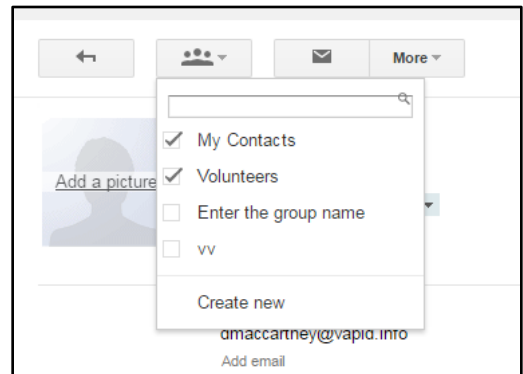 More
My Contacts
Add a picture
Volunteers
Enter the group name
vv
Create new
dmaccartney@vapid.info
Add email